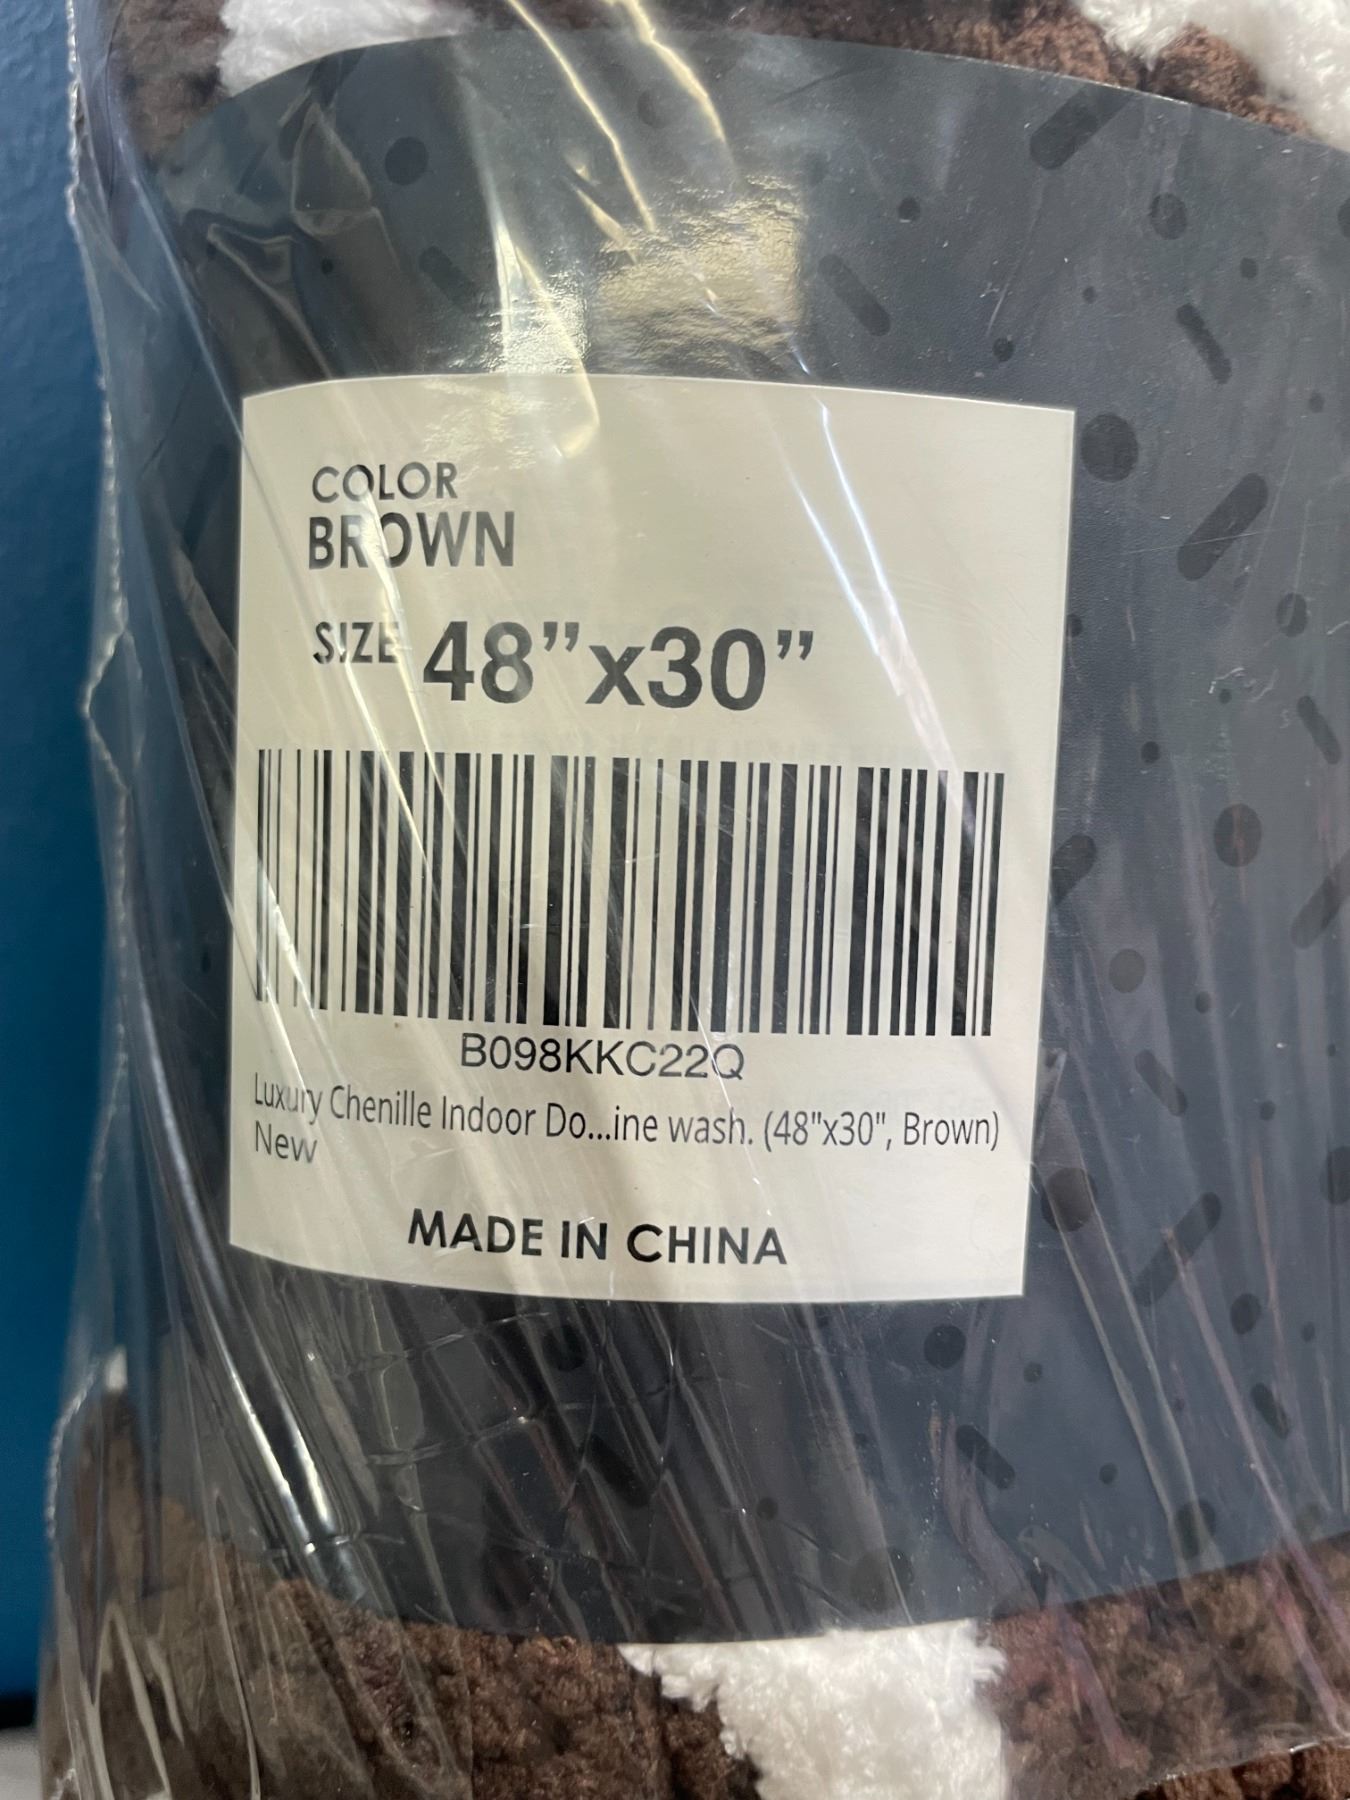 COLOR
BROWN
SIZE 48”x30”
B098KKC22Q
Luxury Chenille Indoor Do...ine wash. (48"x30", Brown)
New
MADE IN CHINA